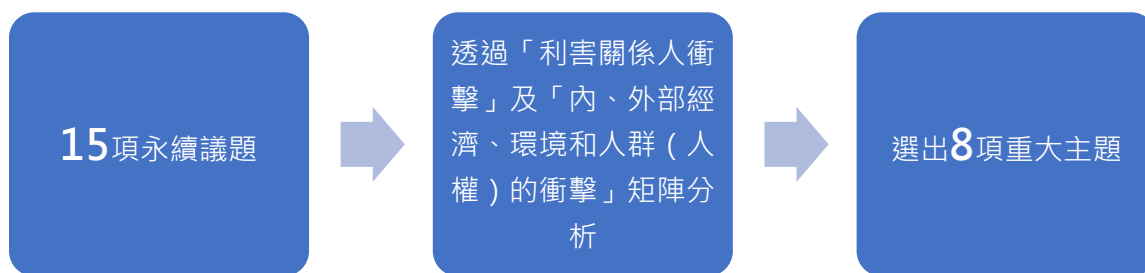 15項永續議題
透過「利害關係人衝
擊」及「內、外部經
濟、環境和人群（人
權）的衝擊」矩陣分
析
選出8項重大主題